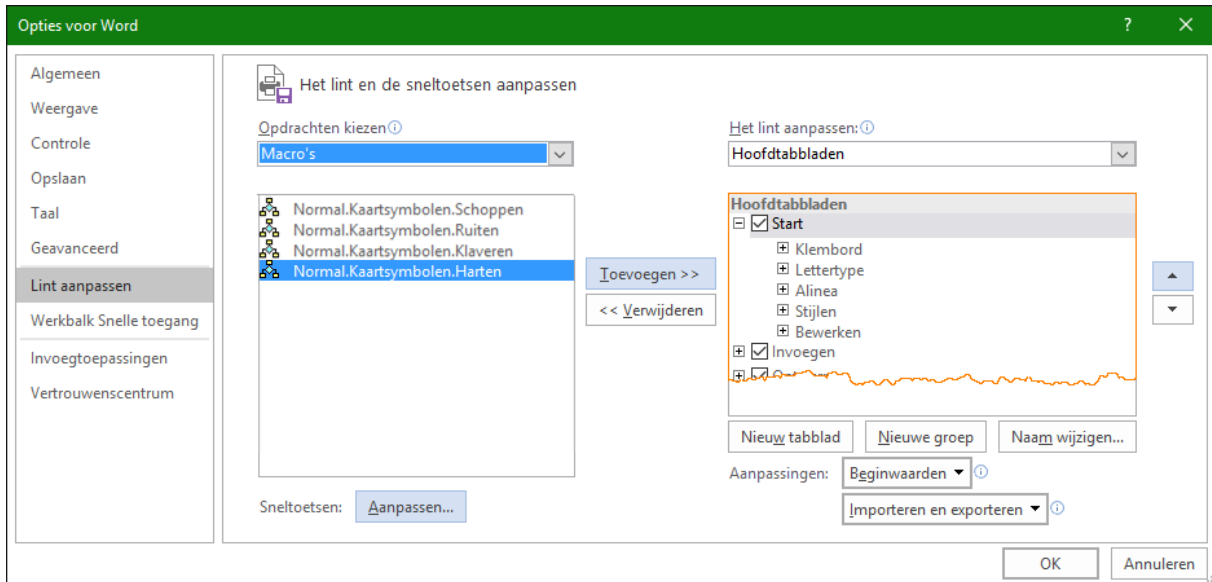 Opties voor Word
Algemeen
Weergave
Controle
Opslaan
Taal
Geavanceerd
Lint aanpassen
Werkbalk Snelle toegang
Invoegtoepassingen
Vertrouwenscentrum
Het lint en de sneltoetsen aanpassen
Opdrachten kiezen
Macro's
Normal.Kaartsymbolen.Schoppen
Normal.Kaartsymbolen.Ruiten
Normal.Kaartsymbolen.Klaveren
Normal.Kaartsymbolen.Harten
Sneltoetsen: Aanpassen...
Toevoegen >>
<< Verwijderen
Het lint aanpassen:
Hoofdtabbladen
Hoofdtabbladen
Start
Klembord
Lettertype
Alinea
Stijlen
Bewerken
Invoegen
Nieuw tabblad Nieuwe groep Naam wijzigen...
Aanpassingen: Beginwaarden
Importeren en exporteren
OK Annuleren